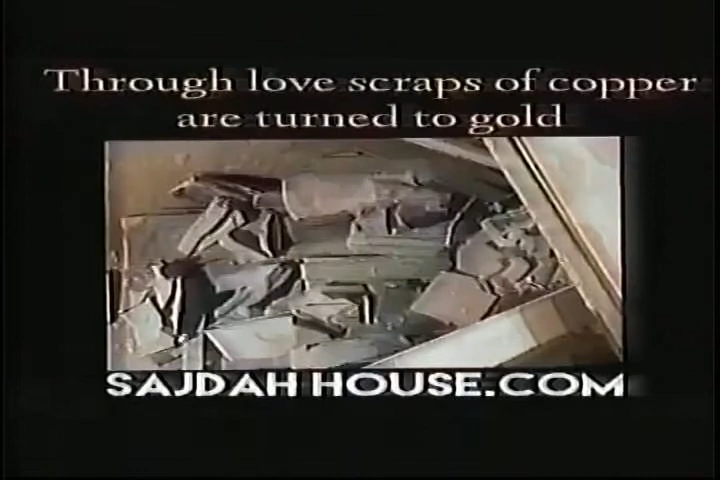 Through love scraps of copper
are turned to gold
SAJDAH HOUSE.COM